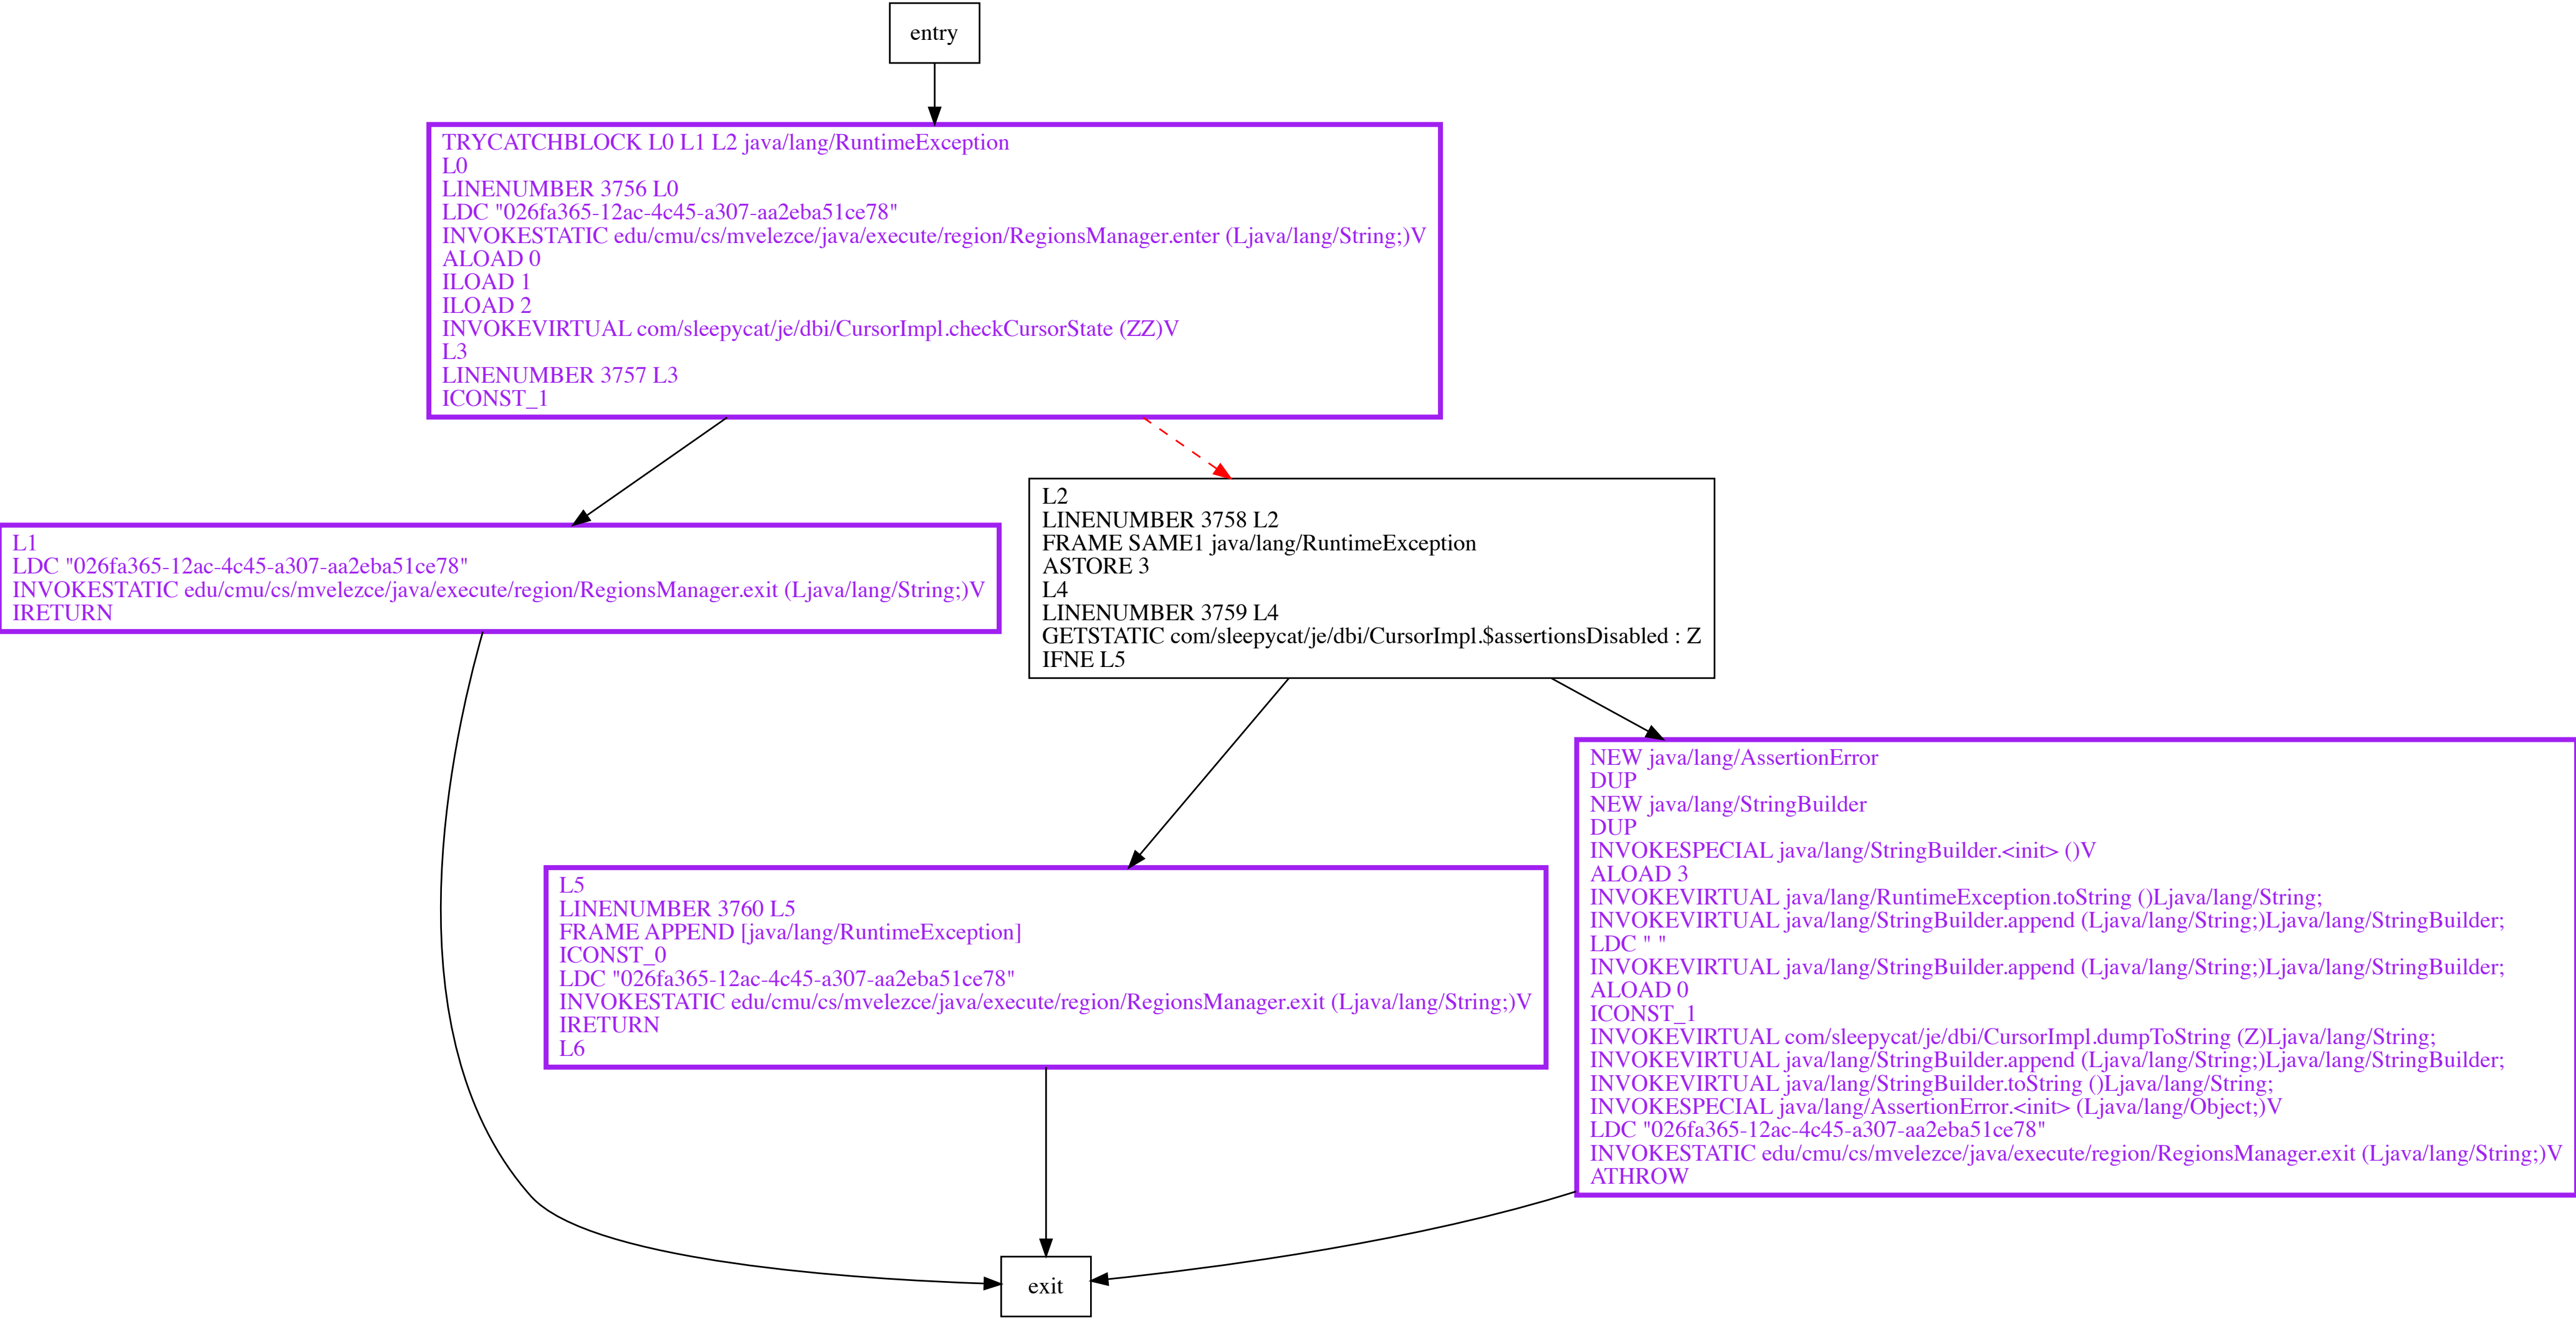 entry
TRYCATCHBLOCK L0 L1 L2 java/lang/RuntimeException
L0
LINENUMBER 3756 L0
LDC "026fa365-12ac-4c45-a307-aa2eba51ce78"
INVOKESTATIC edu/cmu/cs/mvelezce/java/execute/region/RegionsManager.enter (Ljava/lang/String;)V
ALOAD 0
ILOAD 1
ILOAD 2
INVOKEVIRTUAL com/sleepycat/je/dbi/CursorImpl.checkCursorState (ZZ)V
L3
LINENUMBER 3757 L3
ICONST_1
L1
LDC "026fa365-12ac-4c45-a307-aa2eba51ce78"
INVOKESTATIC edu/cmu/cs/mvelezce/java/execute/region/RegionsManager.exit (Ljava/lang/String;)V
IRETURN
L2
LINENUMBER 3758 L2
FRAME SAME1 java/lang/RuntimeException
ASTORE 3
L4
LINENUMBER 3759 L4
GETSTATIC com/sleepycat/je/dbi/CursorImpl.$assertionsDisabled : Z
IFNE L5
L5
LINENUMBER 3760 L5
FRAME APPEND [java/lang/RuntimeException]
ICONST_0
LDC "026fa365-12ac-4c45-a307-aa2eba51ce78"
INVOKESTATIC edu/cmu/cs/mvelezce/java/execute/region/RegionsManager.exit (Ljava/lang/String;)V
IRETURN
L6
NEW java/lang/AssertionError
DUP
NEW java/lang/StringBuilder
DUP
INVOKESPECIAL java/lang/StringBuilder.<init> ()V
ALOAD 3
INVOKEVIRTUAL java/lang/RuntimeException.toString ()Ljava/lang/String;
INVOKEVIRTUAL java/lang/StringBuilder.append (Ljava/lang/String;)Ljava/lang/StringBuilder;
LDC " "
INVOKEVIRTUAL java/lang/StringBuilder.append (Ljava/lang/String;)Ljava/lang/StringBuilder;
ALOAD 0
ICONST_1
INVOKEVIRTUAL com/sleepycat/je/dbi/CursorImpl.dumpToString (Z)Ljava/lang/String;
INVOKEVIRTUAL java/lang/StringBuilder.append (Ljava/lang/String;)Ljava/lang/StringBuilder;
INVOKEVIRTUAL java/lang/StringBuilder.toString ()Ljava/lang/String;
INVOKESPECIAL java/lang/AssertionError.<init> (Ljava/lang/Object;)V
LDC "026fa365-12ac-4c45-a307-aa2eba51ce78"
INVOKESTATIC edu/cmu/cs/mvelezce/java/execute/region/RegionsManager.exit (Ljava/lang/String;)V
ATHROW
exit